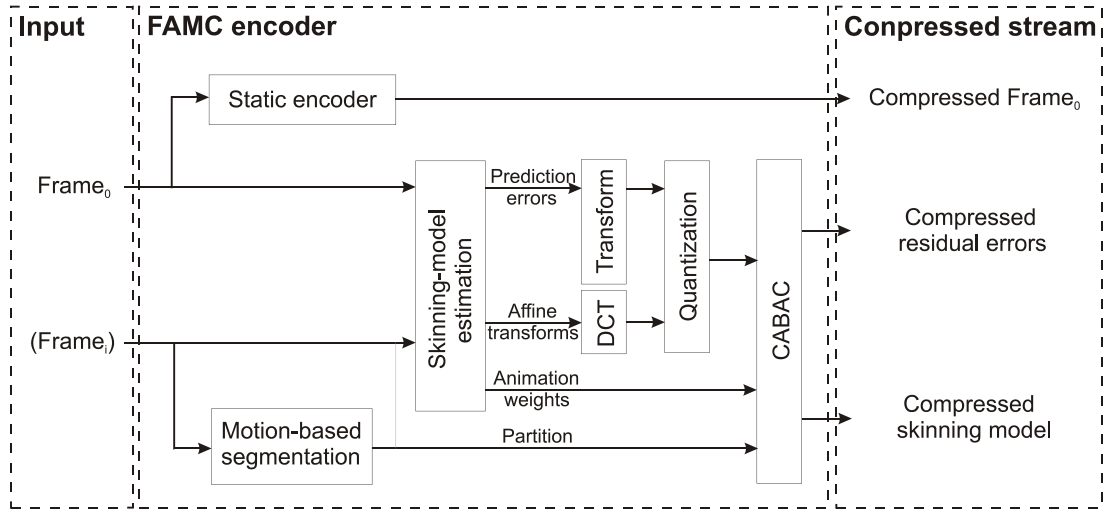 Input
FAMC encoder
Conpressed stream
Static encoder
Compressed Frame₀
Frame₀
Prediction
errors
Transform
Quantization
Compressed
residual errors
Skinning-model
estimation
Affine
transforms
DCT
CABAC
(Frameᵢ)
Animation
weights
Motion-based
segmentation
Partition
Compressed
skinning model